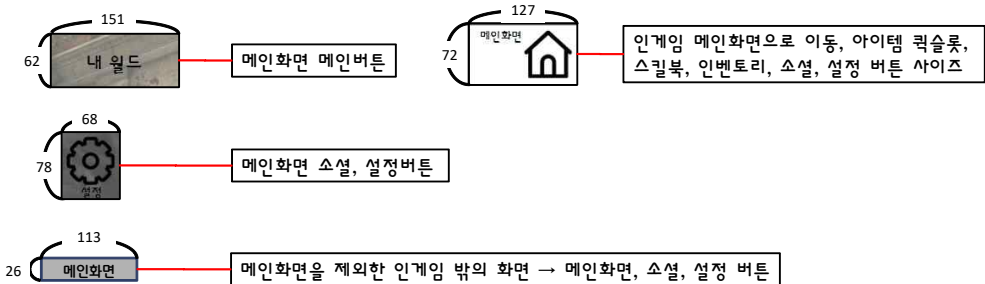 151
62
내 월드
메인화면 메인버튼
127
72
메인화면
인게임 메인화면으로 이동, 아이템 퀵슬롯,
스킬북, 인벤토리, 소셜, 설정 버튼 사이즈
68
78
설정
메인화면 소셜, 설정버튼
113
26
메인화면
메인화면을 제외한 인게임 밖의 화면 → 메인화면, 소셜, 설정 버튼